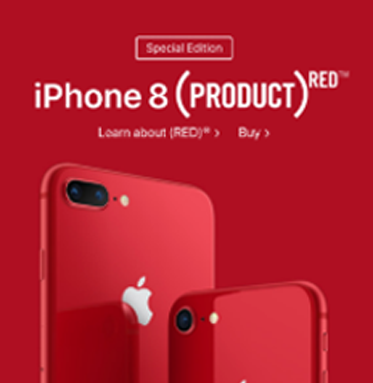 Special Edition
iPhone 8 (PRODUCT)RED™
Learn about (RED)® > Buy >